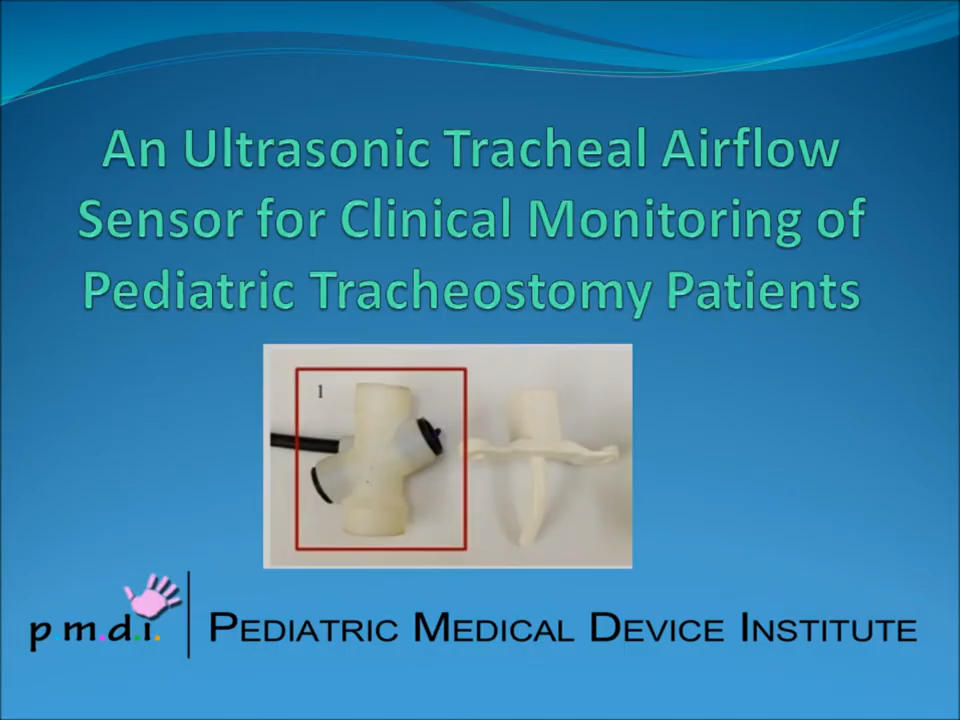 An Ultrasonic Tracheal Airflow
Sensor for Clinical Monitoring of
Pediatric Tracheostomy Patients
1
p m.d.i. PEDIATRIC MEDICAL DEVICE INSTITUTE